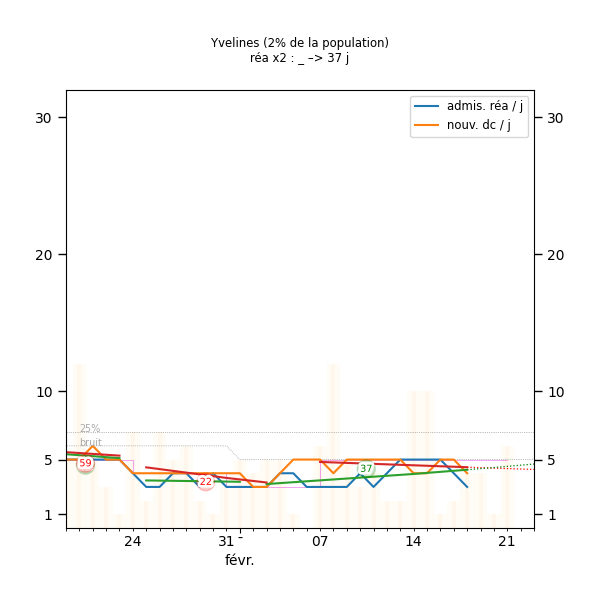 Yvelines (2% de la population)
réa x2 : _ –> 37 j
admis. réa / j
nouv. dc / j
30 30
20 20
10 10
25%
bruit
5 5
59
37
22
1 1
24 31 07 14 21
févr.